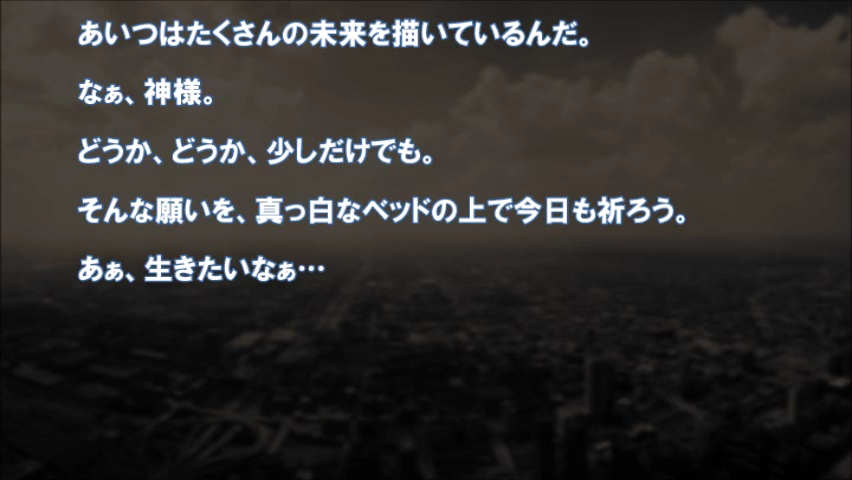 あいつはたくさんの未来を描いているんだ。
なぁ、神様。
どうか、どうか、少しだけでも。
そんな願いを、真っ白なベッドの上で今日も祈ろう。
あぁ、生きたいなぁ…